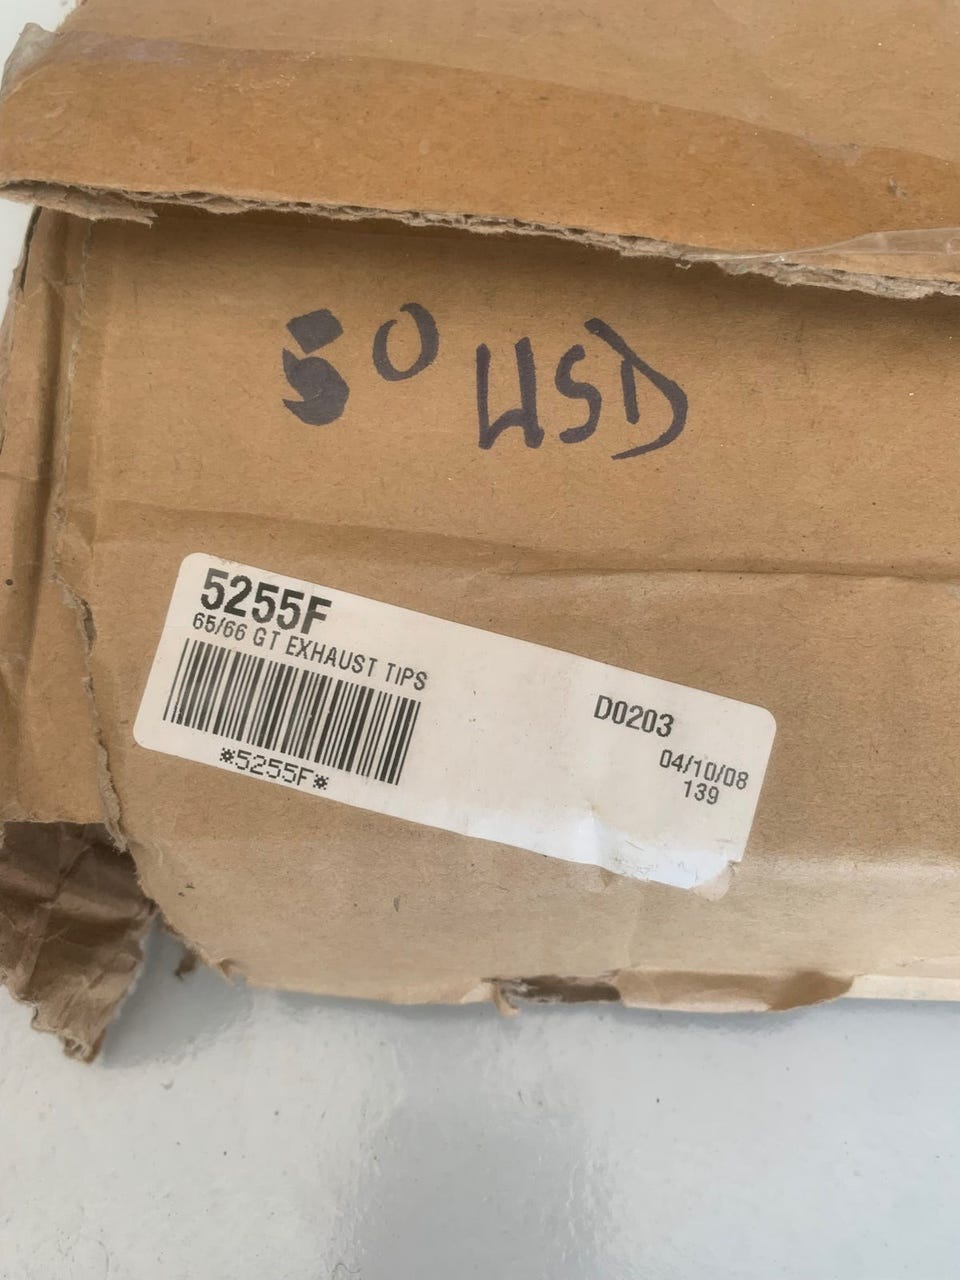 50 USD
5255F
65/66 GT EXHAUST TIPS
*5255F*
D0203
04/10/08
139